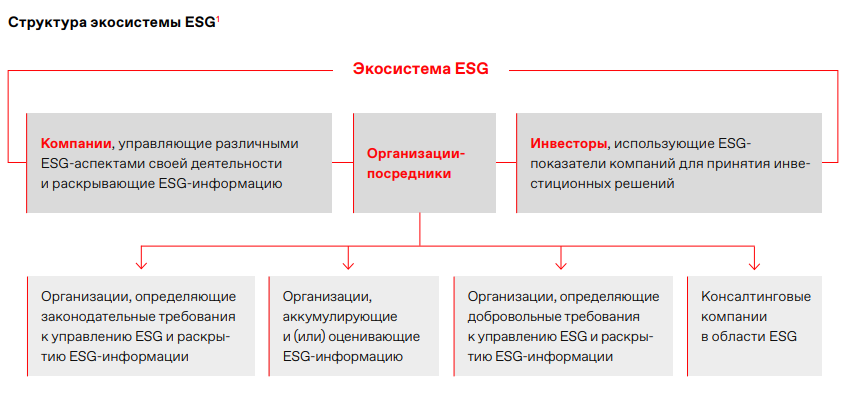 Структура экосистемы ESG¹
Экосистема ESG
Компании, управляющие различными
ESG-аспектами своей деятельности
и раскрывающие ESG-информацию
Организации-
посредники
Инвесторы, использующие ESG-
показатели компаний для принятия инве-
стиционных решений
Организации, определяющие
законодательные требования
к управлению ESG и раскры-
тию ESG-информации
Организации,
аккумулирующие
и (или) оценивающие
ESG-информацию
Организации, определяющие
добровольные требования
к управлению ESG и раскры-
тию ESG-информации
Консалтинговые
компании
в области ESG